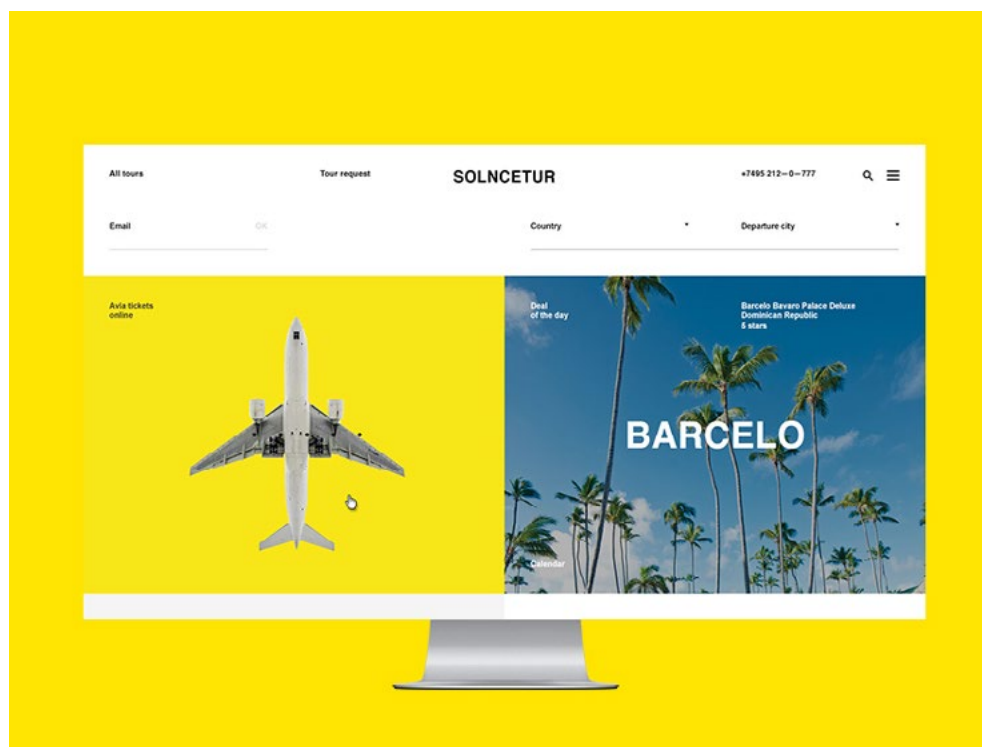 All tours
Tour request
SOLNCETUR
+7495 212—0—777
Email
OK
Country
Departure city
Avia tickets
online
Deal
of the day
Barcelo Bavaro Palace Deluxe
Dominican Republic
5 stars
BARCELO
Calendar